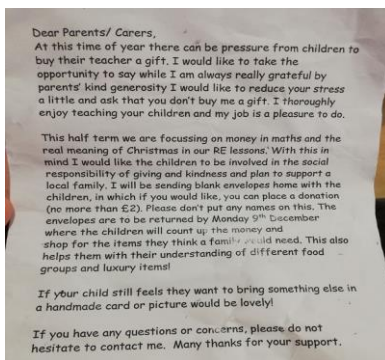 Dear Parents/ Carers,
At this time of year there can be pressure from children to
buy their teacher a gift. I would like to take the
opportunity to say while I am always really grateful by
parents' kind generosity I would like to reduce your stress
a little and ask that you don't buy me a gift. I thoroughly
enjoy teaching your children and my job is a pleasure to do.
This half term we are focussing on money in maths and the
real meaning of Christmas in our RE lessons. With this in
mind I would like the children to be involved in the social
responsibility of giving and kindness and plan to support a
local family. I will be sending blank envelopes home with the
children, in which if you would like, you can place a donation
(no more than £2). Please don't put any names on this. The
envelopes are to be returned by Monday 9th December
where the children will count up the money and
shop for the items they think a family would need. This also
helps them with their understanding of different food
groups and luxury items!
If your child still feels they want to bring something else in
a handmade card or picture would be lovely!
If you have any questions or concerns, please do not
hesitate to contact me. Many thanks for your support.